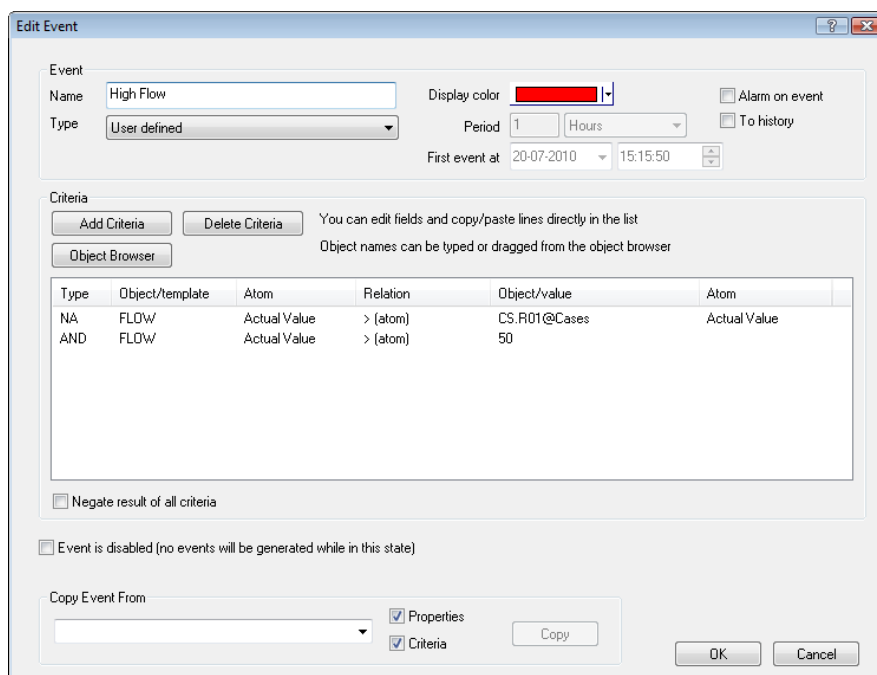 Edit Event
Event
Name High Flow Display color Alarm on event
Type User defined Period 1 Hours To history
First event at 20-07-2010 15:15:50
Criteria
Add Criteria Delete Criteria You can edit fields and copy/paste lines directly in the list
Object Browser Object names can be typed or dragged from the object browser
Type Object/template Atom Relation Object/value Atom
NA FLOW Actual Value > (atom) CS.R01@Cases Actual Value
AND FLOW Actual Value > (atom) 50
Negate result of all criteria
Event is disabled (no events will be generated while in this state)
Copy Event From
Properties
Criteria Copy
OK Cancel